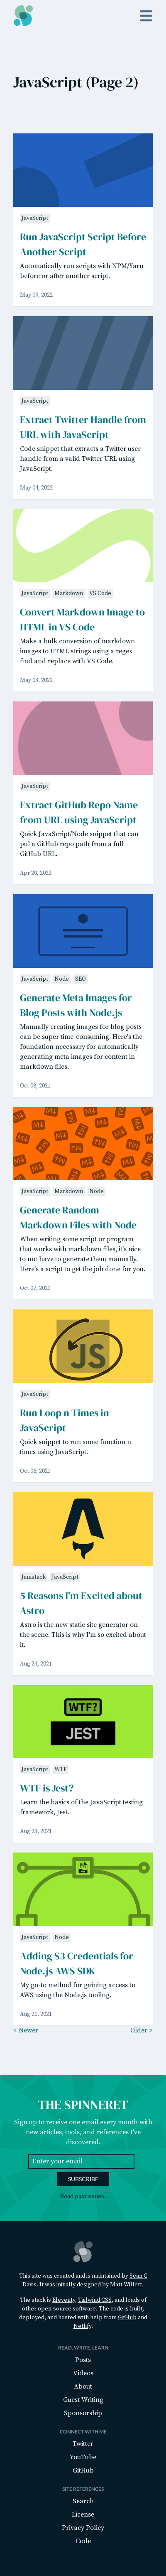 JavaScript (Page 2)
JavaScript
Run JavaScript Script Before
Another Script
Automatically run scripts with NPM/Yarn
before or after another script.
May 09, 2022
JavaScript
Extract Twitter Handle from
URL with JavaScript
Code snippet that extracts a Twitter user
handle from a valid Twitter URL using
JavaScript.
May 04, 2022
JavaScript Markdown VS Code
Convert Markdown Image to
HTML in VS Code
Make a bulk conversion of markdown
images to HTML strings using a regex
find and replace with VS Code.
May 03, 2022
JavaScript
Extract GitHub Repo Name
from URL using JavaScript
Quick JavaScript/Node snippet that can
put a GitHub repo path from a full
GitHub URL.
Apr 20, 2022
JavaScript Node SEO
Generate Meta Images for
Blog Posts with Node.js
Manually creating images for blog posts
can be super time-consuming. Here's the
foundation necessary for automatically
generating meta images for content in
markdown files.
Oct 08, 2021
JavaScript Markdown Node
Generate Random
Markdown Files with Node
When writing some script or program
that works with markdown files, it's nice
to not have to generate them manually.
Here's a script to get the job done for you.
Oct 07, 2021
JS
JavaScript
Run Loop n Times in
JavaScript
Quick snippet to run some function n
times using JavaScript.
Oct 06, 2021
Jamstack JavaScript
5 Reasons I'm Excited about
Astro
Astro is the new static site generator on
the scene. This is why I'm so excited about
it.
Aug 24, 2021
WTF?
JEST
JavaScript WTF
WTF is Jest?
Learn the basics of the JavaScript testing
framework, Jest.
Aug 23, 2021
JavaScript Node
Adding S3 Credentials for
Node.js AWS SDK
My go-to method for gaining access to
AWS using the Node.js tooling.
Aug 20, 2021
< Newer Older >
THE SPINNERET
Sign up to receive one email every month with
new articles, tools, and references I've
discovered.
Enter your email
SUBSCRIBE
Read past issues.
This site was created and is maintained by Sean C
Davis. It was initially designed by Matt Willett.
The stack is Eleventy, Tailwind CSS, and loads of
other open-source software. The code is built,
deployed, and hosted with help from GitHub and
Netlify.
READ, WRITE, LEARN
Posts
Videos
About
Guest Writing
Sponsorship
CONNECT WITH ME
Twitter
YouTube
GitHub
SITE REFERENCES
Search
License
Privacy Policy
Code